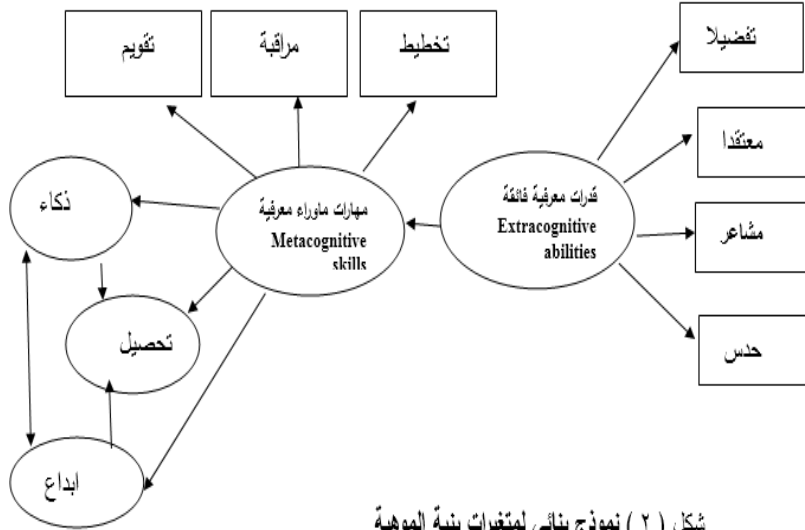 تقويم
مراقبة
تخطيط
تفضيلا
معتقدا
مشاعر
حدس
قدرات معرفية فائقة
Extracognitive
abilities
مهارات ماوراء معرفية
Metacognitive
skills
ذكاء
تحصيل
ابداع
شكل ( ٢ ) نموذج بنائي لمتغيرات بنية الموهبة